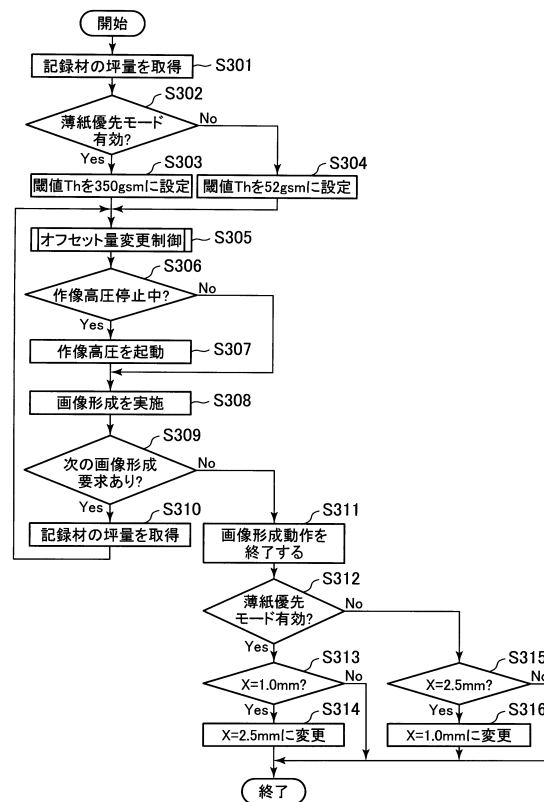 開始
記録材の坪量を取得
S301
S302
薄紙優先モード
有効?
No
Yes
S303
閾値Thを350gsmに設定
S304
閾値Thを52gsmに設定
オフセット量変更制御
S305
S306
作像高圧停止中?
No
Yes
作像高圧を起動
S307
画像形成を実施
S308
S309
次の画像形成
要求あり?
No
Yes
S310
記録材の坪量を取得
S311
画像形成動作を
終了する
S312
薄紙優先
モード有効?
No
Yes
S313
X=1.0mm?
No
Yes
S314
X=2.5mmに変更
S315
X=2.5mm?
No
Yes
S316
X=1.0mmに変更
終了